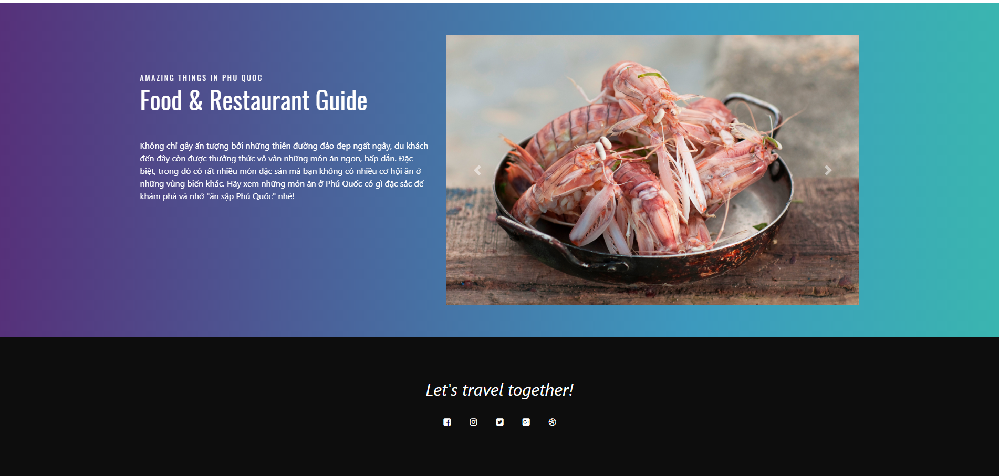 AMAZING THINGS IN PHU QUOC
Food & Restaurant Guide
Không chỉ gây ấn tượng bởi những thiên đường đảo đẹp ngất ngây, du khách
đến đây còn được thưởng thức vô vàn những món ăn ngon, hấp dẫn. Đặc
biệt, trong đó có rất nhiều món đặc sản mà bạn không có nhiều cơ hội ăn ở
những vùng biển khác. Hãy xem những món ăn ở Phú Quốc có gì đặc sắc để
khám phá và nhớ "ăn sập Phú Quốc" nhé!
Let's travel together!